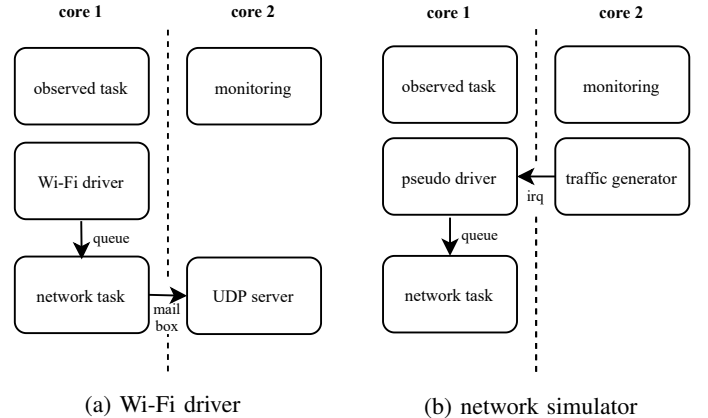 core 1
core 2
observed task
monitoring
Wi-Fi driver
queue
network task
mail
box
UDP server
(a) Wi-Fi driver
core 1
core 2
observed task
monitoring
pseudo driver
irq
traffic generator
queue
network task
(b) network simulator